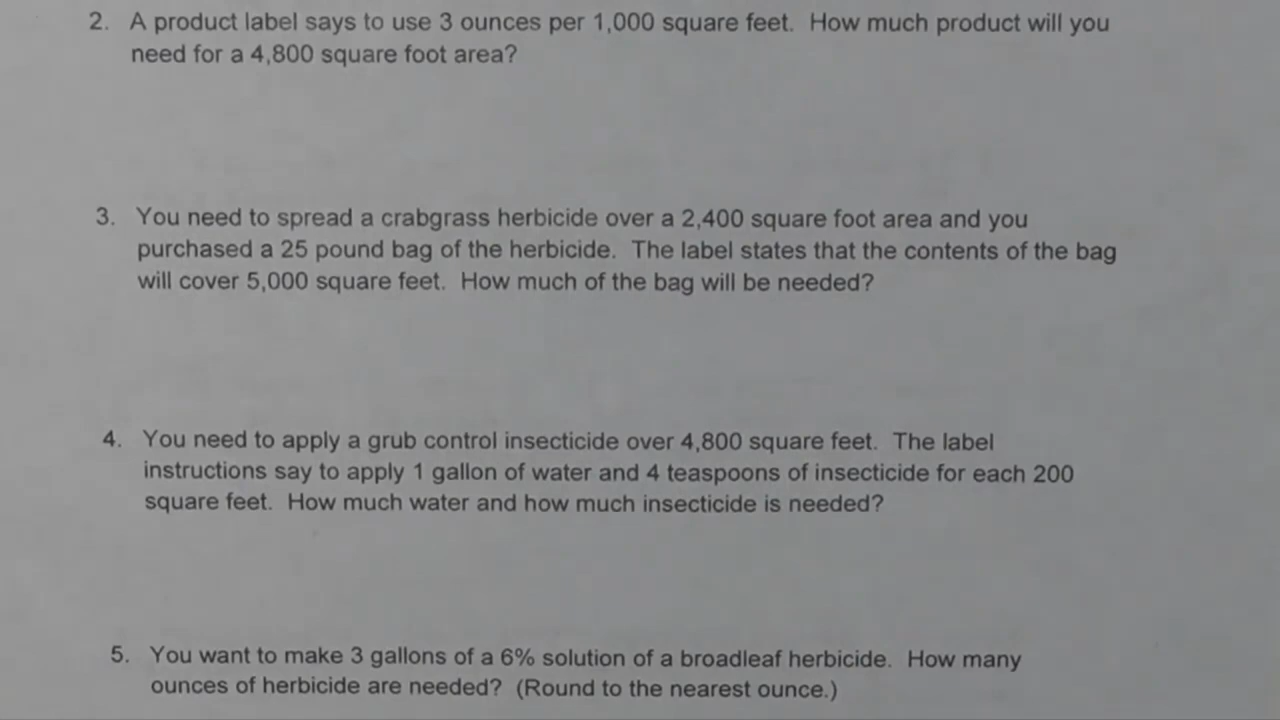 2. A product label says to use 3 ounces per 1,000 square feet. How much product will you
need for a 4,800 square foot area?
3. You need to spread a crabgrass herbicide over a 2,400 square foot area and you
purchased a 25 pound bag of the herbicide. The label states that the contents of the bag
will cover 5,000 square feet. How much of the bag will be needed?
4. You need to apply a grub control insecticide over 4,800 square feet. The label
instructions say to apply 1 gallon of water and 4 teaspoons of insecticide for each 200
square feet. How much water and how much insecticide is needed?
5. You want to make 3 gallons of a 6% solution of a broadleaf herbicide. How many
ounces of herbicide are needed? (Round to the nearest ounce.)